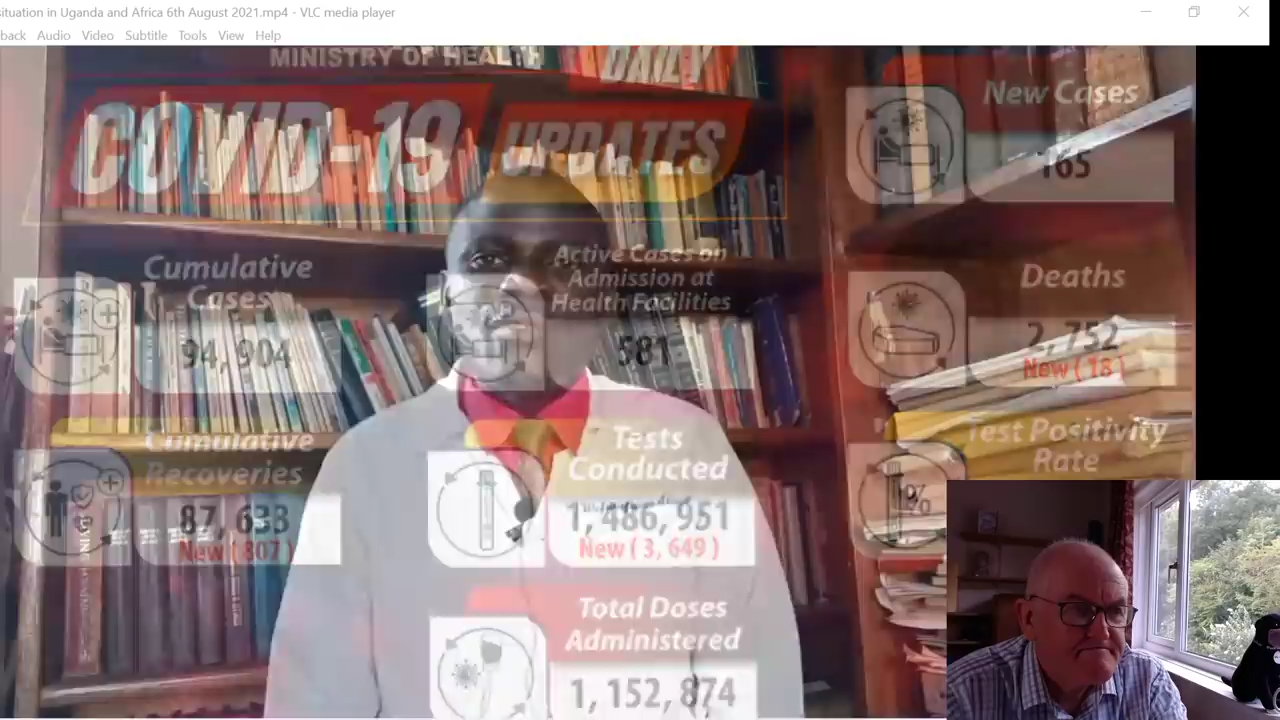 situation in Uganda and Africa 6th August 2021.mp4 - VLC media player
back Audio Video Subtitle Tools View Help
MINISTRY OF HEALTH
DAILY
COVID-19 UPDATES
New Cases
165
Cumulative
Cases
94,904
Active Cases on
Admission at
Health Facilities
581
Deaths
2,752
New ( 18 )
Cumulative
Recoveries
87,633
New ( 807 )
Tests
Conducted
1,486,951
New ( 3,649 )
Test Positivity
Rate
%
Total Doses
Administered
1,152,874